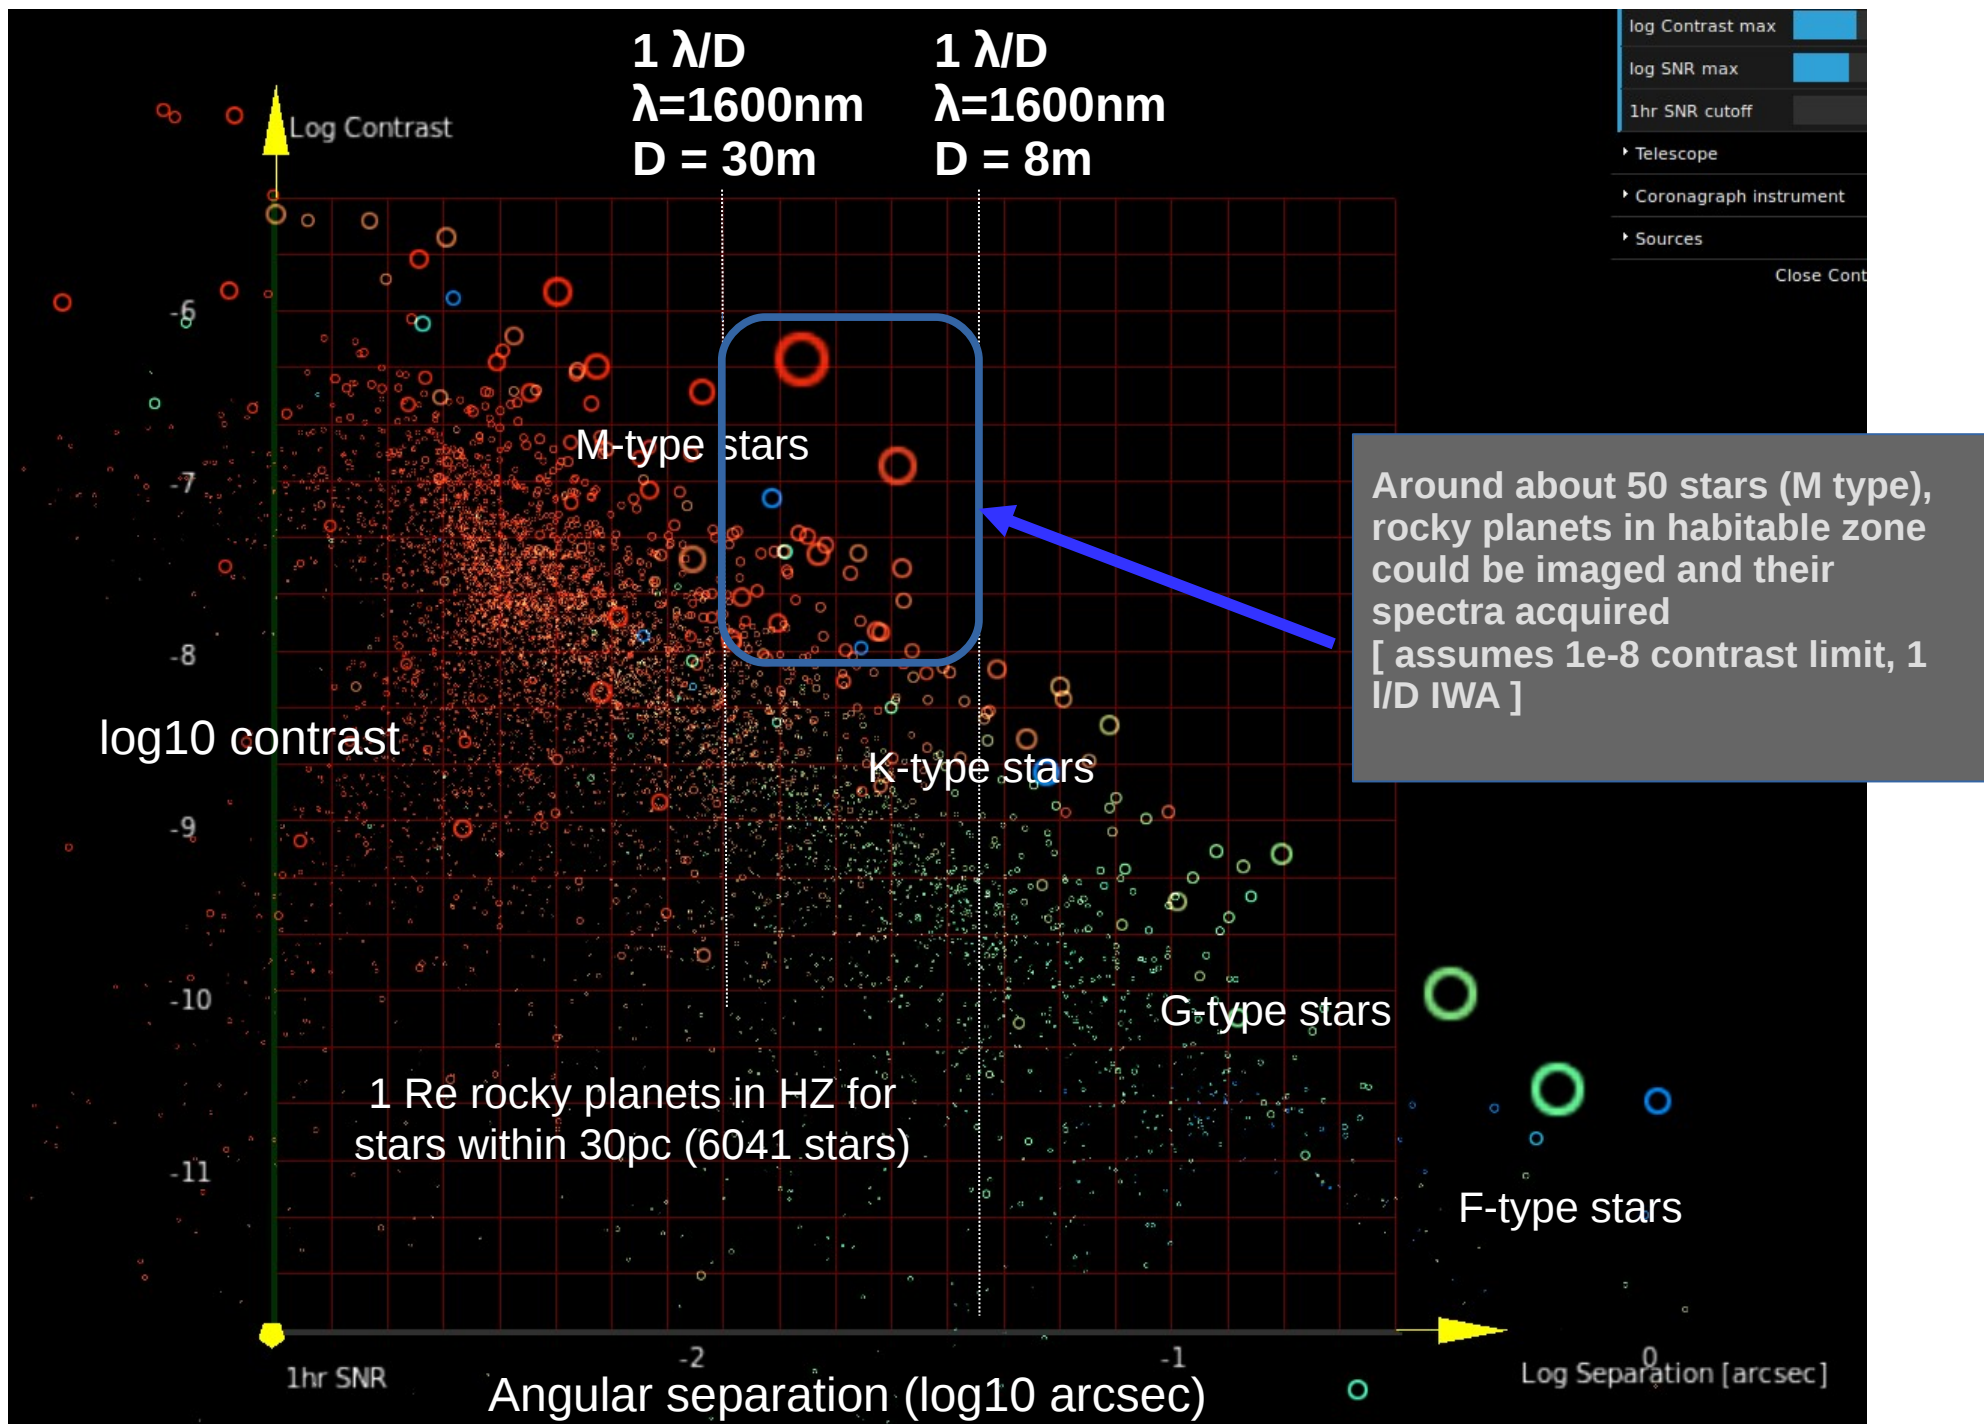 1 λ/D
λ=1600nm
D = 30m
1 λ/D
λ=1600nm
D = 8m
log Contrast max
log SNR max
1hr SNR cutoff
Telescope
Coronagraph instrument
Sources
Close Cont
Log Contrast
-6
-7
-8
-9
-10
-11
M-type stars
Around about 50 stars (M type),
rocky planets in habitable zone
could be imaged and their
spectra acquired
[ assumes 1e-8 contrast limit, 1
l/D IWA ]
log10 contrast
K-type stars
G-type stars
1 Re rocky planets in HZ for
stars within 30pc (6041 stars)
F-type stars
-2
-1
0
1hr SNR
Log Separation [arcsec]
Angular separation (log10 arcsec)